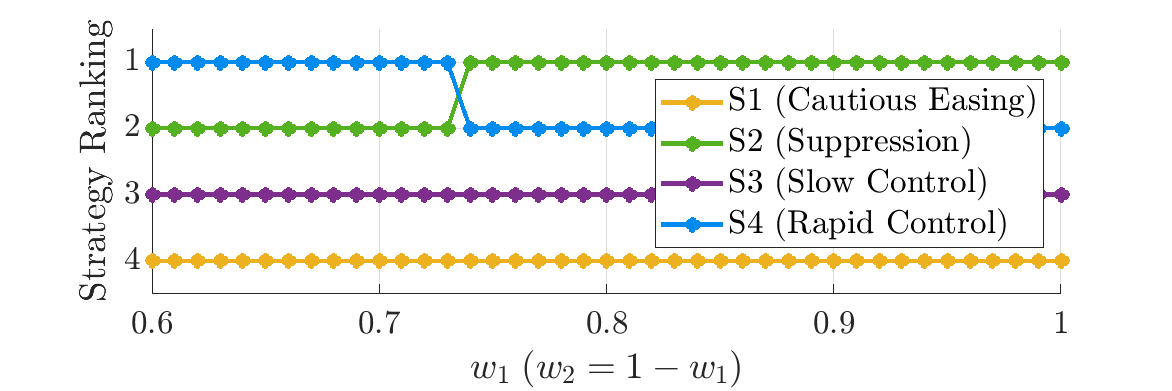 Strategy Ranking
1
2
3
4
S1 (Cautious Easing)
S2 (Suppression)
S3 (Slow Control)
S4 (Rapid Control)
0.6 0.7 0.8 0.9 1
w₁ (w₂ = 1 − w₁)